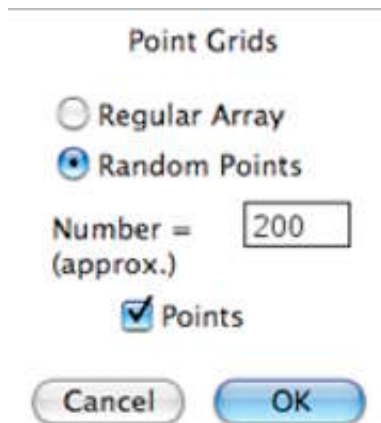 Point Grids
Regular Array
Random Points
Number = 200
(approx.)
Points
Cancel OK